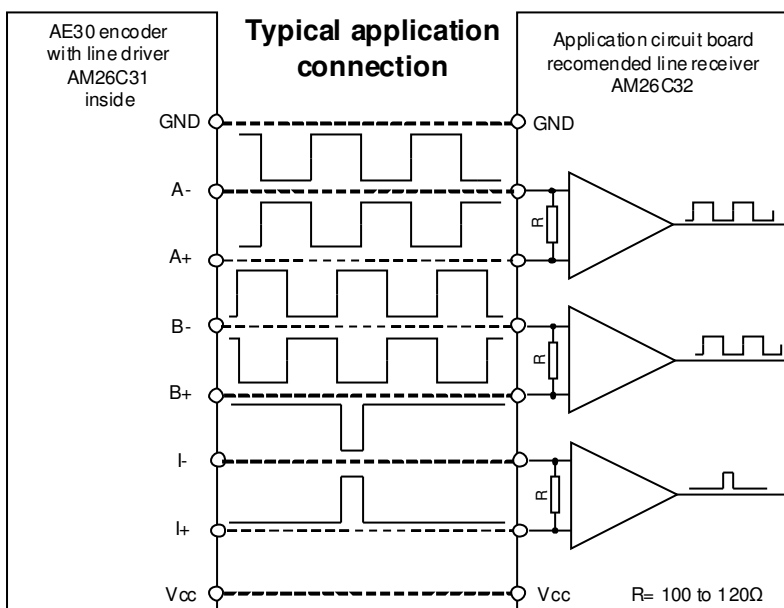 AE30 encoder
with line driver
AM26C31
inside
Typical application
connection
Application circuit board
recomended line receiver
AM26C32
GND
GND
A-
R
A+
B-
R
B+
I-
R
I+
Vcc
Vcc
R= 100 to 120Ω